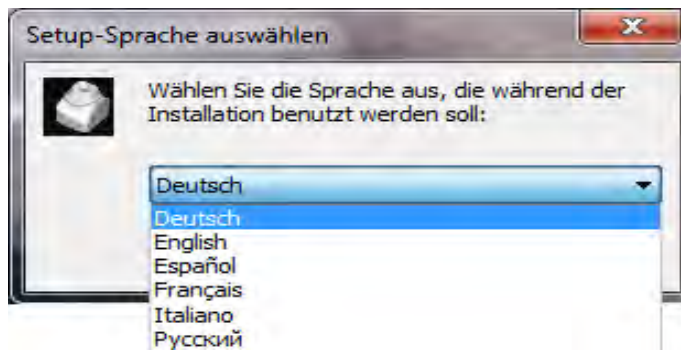 Setup-Sprache auswählen
Wählen Sie die Sprache aus, die während der
Installation benutzt werden soll:
Deutsch
Deutsch
English
Español
Français
Italiano
Русский